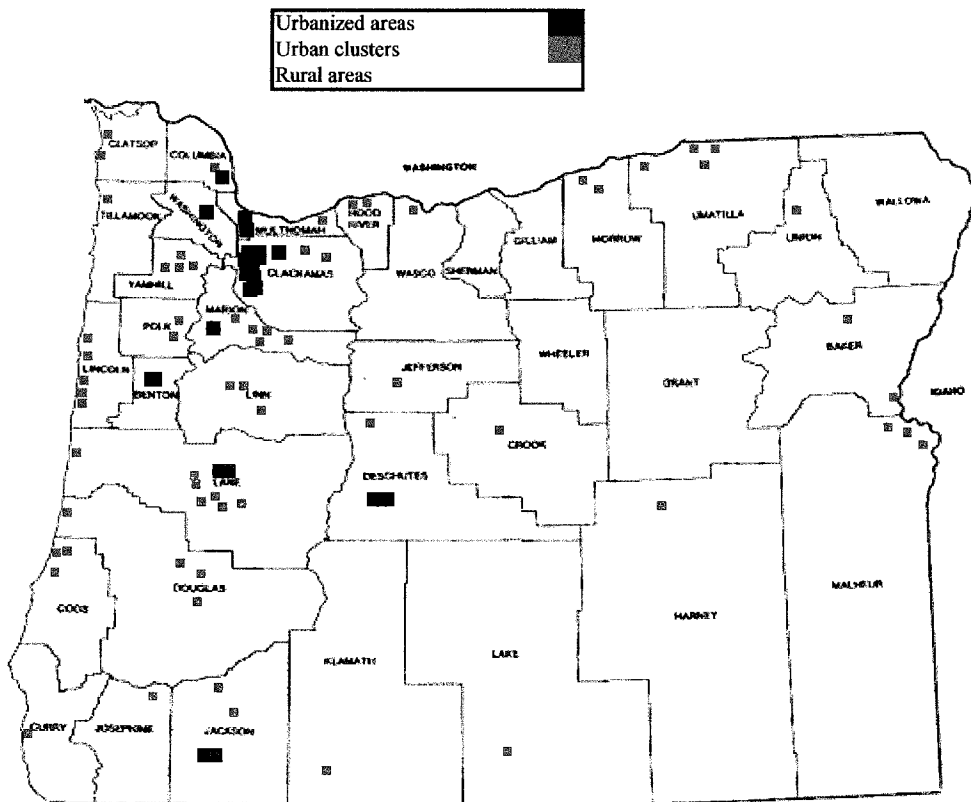 Urbanized areas
Urban clusters
Rural areas
CLATSOP
COLUMBIA
WASHINGTON
TILLAMOOK
WASHINGTON
MULTNOMAH
HOOD
RIVER
WASCO
SHERMAN
GILLIAM
MORROW
UMATILLA
UNION
WALLOWA
YAMHILL
CLACKAMAS
POLK
MARION
LINCOLN
BENTON
LINN
JEFFERSON
WHEELER
GRANT
BAKER
IDAHO
CROOK
LANE
DESCHUTES
DOUGLAS
COOS
MALHEUR
HARNEY
LAKE
KLAMATH
CURRY
JOSEPHINE
JACKSON